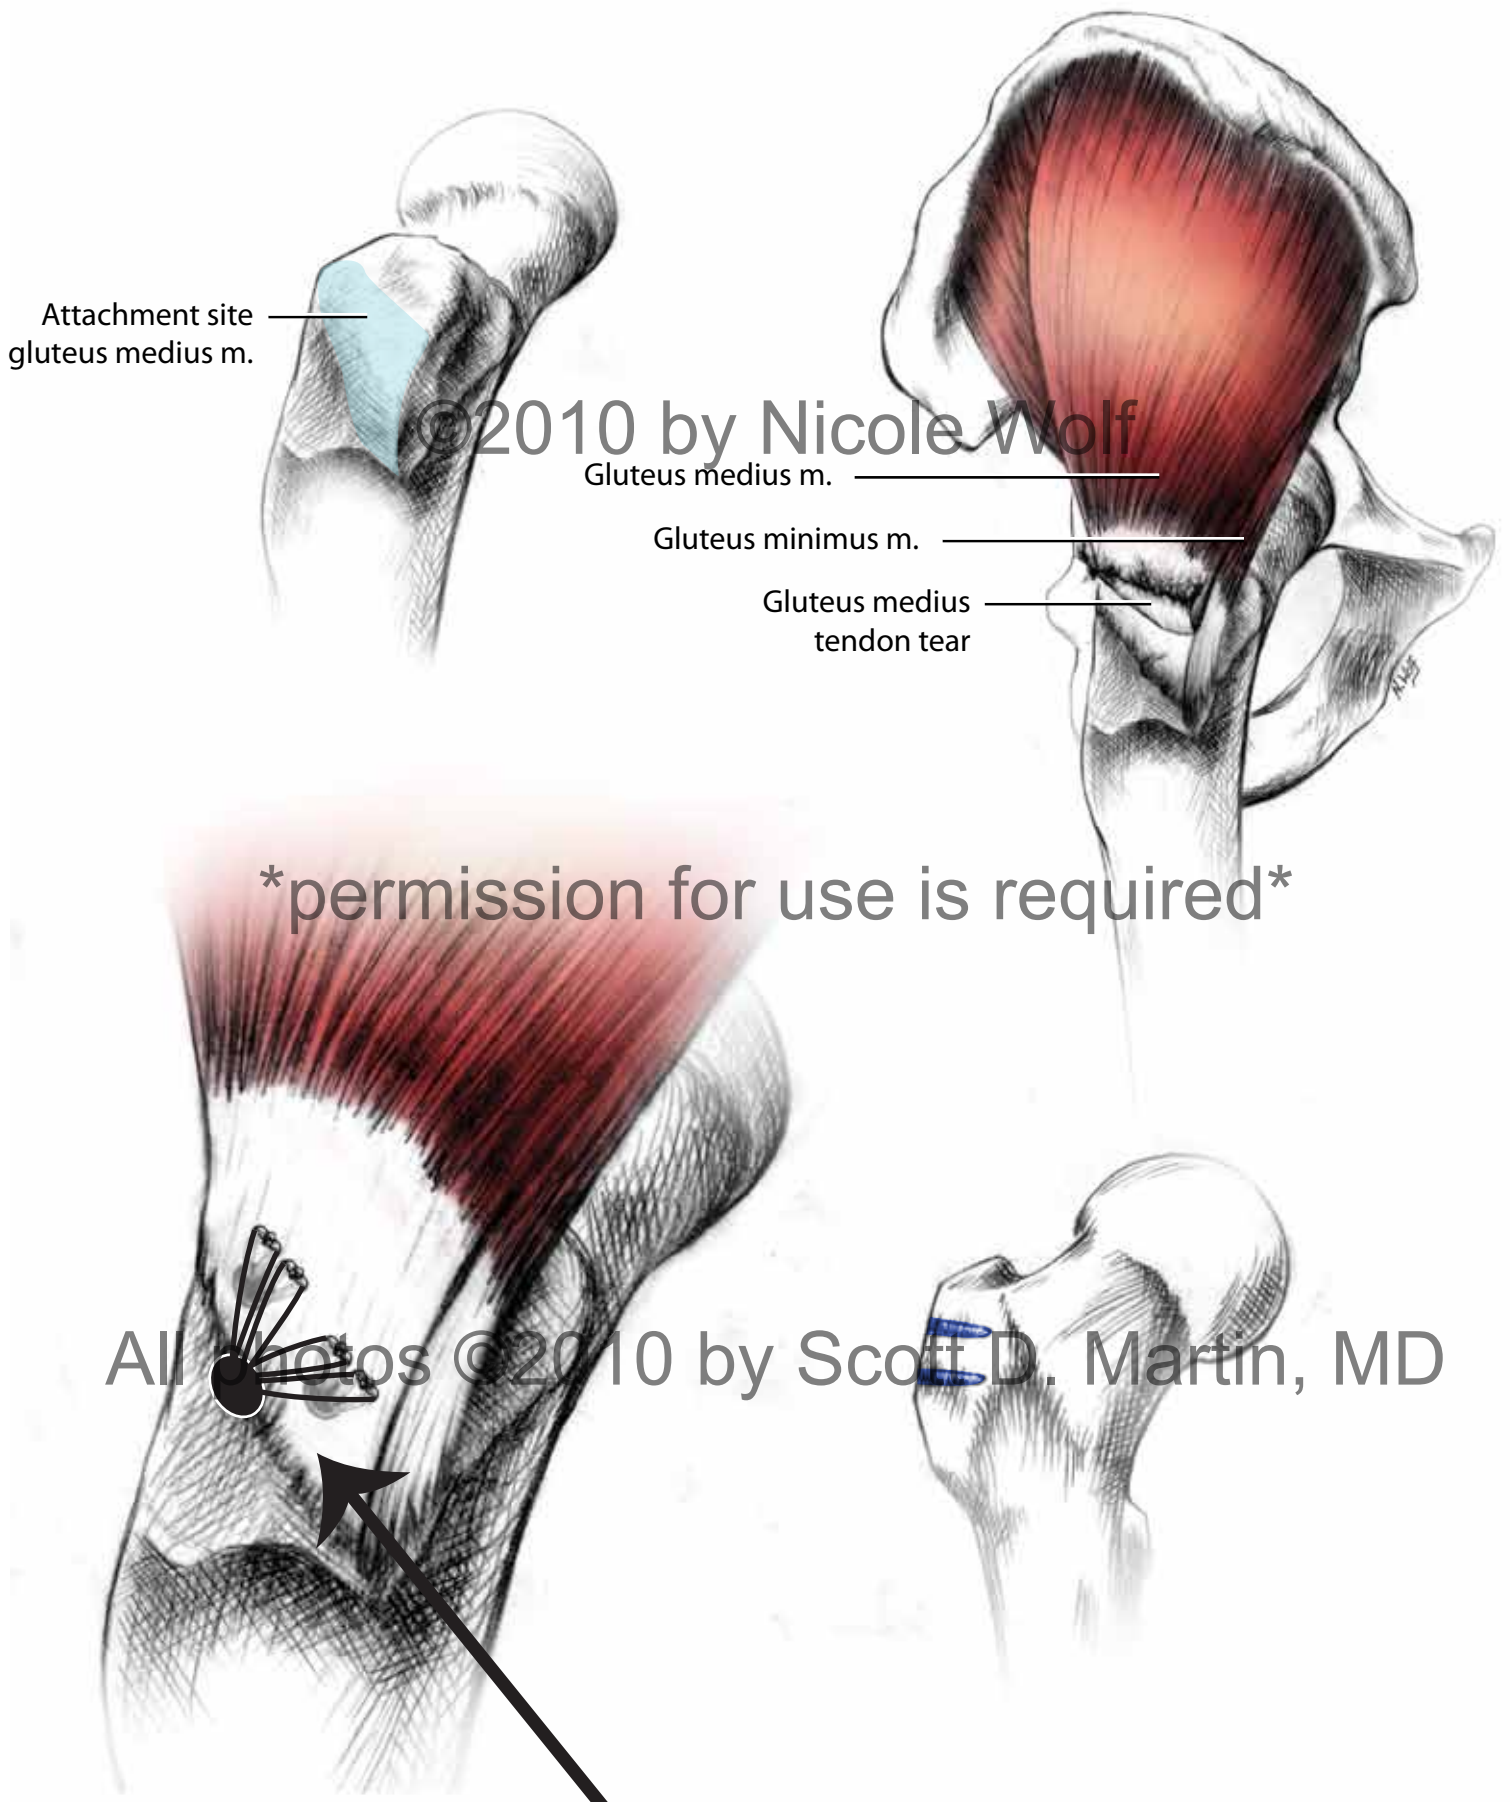 Attachment site
gluteus medius m.
©2010 by Nicole Wolf
Gluteus medius m.
Gluteus minimus m.
Gluteus medius
tendon tear
N.Wolf
*permission for use is required*
All photos ©2010 by Scott D. Martin, MD